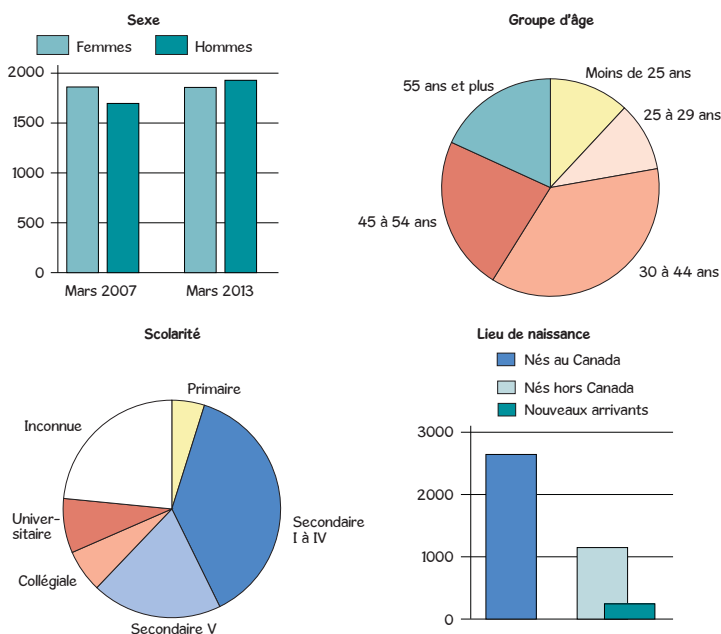 Sexe
Femmes
Hommes
2000
1500
1000
500
0
Mars 2007
Mars 2013
Groupe d'âge
Moins de 25 ans
25 à 29 ans
30 à 44 ans
45 à 54 ans
55 ans et plus
Scolarité
Primaire
Secondaire
I à IV
Secondaire V
Collégiale
Univer-
sitaire
Inconnue
Lieu de naissance
Nés au Canada
Nés hors Canada
Nouveaux arrivants
3000
2000
1000
0